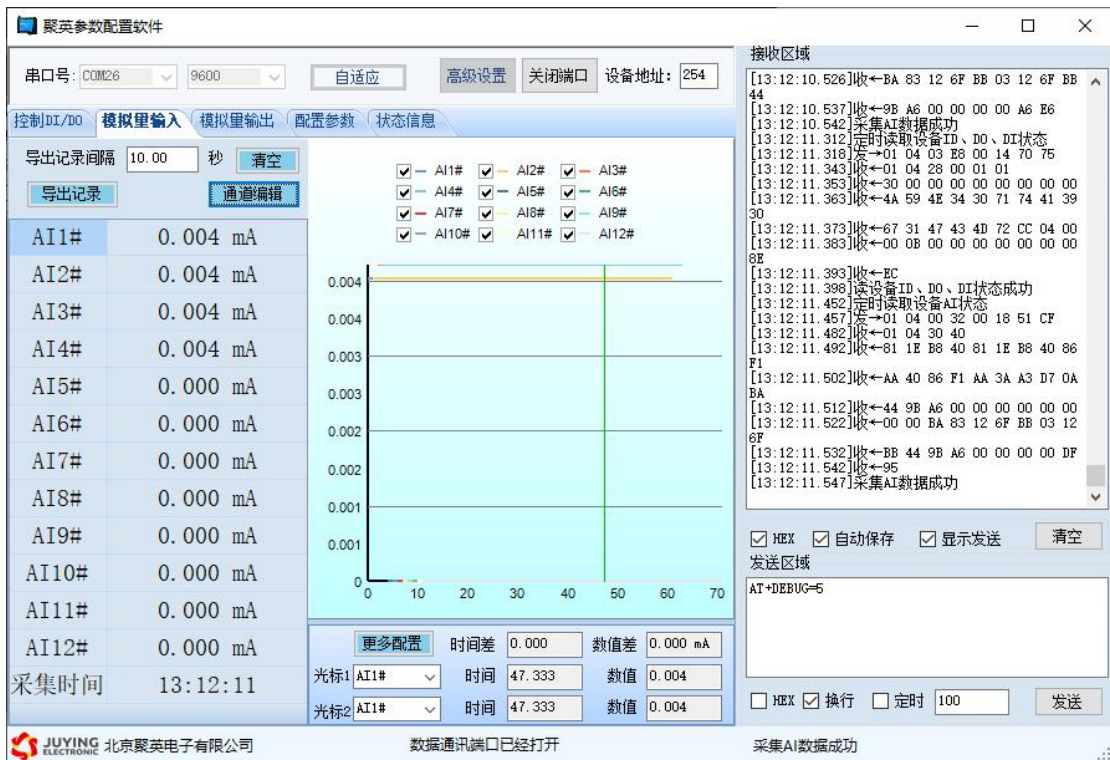 聚英参数配置软件
串口号: COM26 9600 自适应 高级设置 关闭端口 设备地址: 254
控制DI/DO 模拟里输入 模拟里输出 配置参数 状态信息
导出记录间隔 10.00 秒 清空
导出记录 通道编辑
AI1# 0.004 mA
AI2# 0.004 mA
AI3# 0.004 mA
AI4# 0.004 mA
AI5# 0.000 mA
AI6# 0.000 mA
AI7# 0.000 mA
AI8# 0.000 mA
AI9# 0.000 mA
AI10# 0.000 mA
AI11# 0.000 mA
AI12# 0.000 mA
采集时间 13:12:11
AI1# AI2# AI3#
AI4# AI5# AI6#
AI7# AI8# AI9#
AI10# AI11# AI12#
0.004
0.004
0.003
0.003
0.002
0.002
0.001
0.001
0
0 10 20 30 40 50 60 70
更多配置 时间差 0.000 数值差 0.000 mA
光标1 AI1# 时间 47.333 数值 0.004
光标2 AI1# 时间 47.333 数值 0.004
接收区域
[13:12:10.526]收←BA 83 12 6F BB 03 12 6F BB
44
[13:12:10.537]收←9B A6 00 00 00 00 A6 E6
[13:12:10.542]采集AI数据成功
[13:12:11.312]定时读取设备ID、DO、DI状态
[13:12:11.318]发→01 04 03 E8 00 14 70 75
[13:12:11.343]收←01 04 28 00 01 01
[13:12:11.353]收←30 00 00 00 00 00 00 00 00
[13:12:11.363]收←4A 59 4E 34 30 71 74 41 39
30
[13:12:11.373]收←67 31 47 43 4D 72 CC 04 00
[13:12:11.383]收←00 0B 00 00 00 00 00 00 00
8E
[13:12:11.393]收←EC
[13:12:11.398]读设备ID、DO、DI状态成功
[13:12:11.452]定时读取设备AI状态
[13:12:11.457]发→01 04 00 32 00 18 51 CF
[13:12:11.482]收←01 04 30 40
[13:12:11.492]收←81 1E B8 40 81 1E B8 40 86
F1
[13:12:11.502]收←AA 40 86 F1 AA 3A A3 D7 0A
BA
[13:12:11.512]收←44 9B A6 00 00 00 00 00 00
[13:12:11.522]收←00 00 BA 83 12 6F BB 03 12
6F
[13:12:11.532]收←BB 44 9B A6 00 00 00 00 DF
[13:12:11.542]收←95
[13:12:11.547]采集AI数据成功
HEX 自动保存 显示发送 清空
发送区域
AT+DEBUG=5
HEX 换行 定时 100 发送
JUYING ELECTRONIC 北京聚英电子有限公司 数据通讯端口已经打开 采集AI数据成功